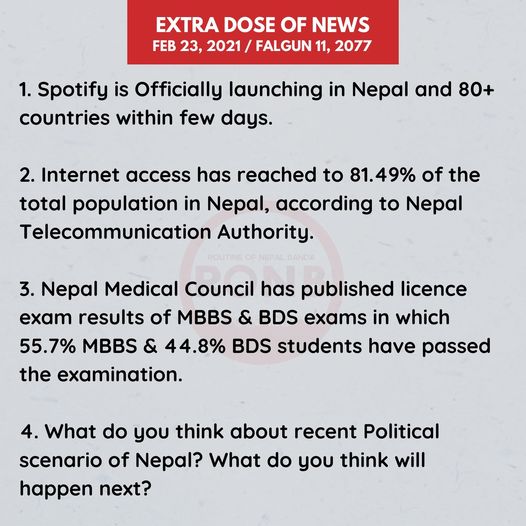 EXTRA DOSE OF NEWS
FEB 23, 2021 / FALGUN 11, 2077
1. Spotify is Officially launching in Nepal and 80+
countries within few days.
2. Internet access has reached to 81.49% of the
total population in Nepal, according to Nepal
Telecommunication Authority.
ROUTINE OF NEPAL BANDA
RONB
3. Nepal Medical Council has published licence
exam results of MBBS & BDS exams in which
55.7% MBBS & 44.8% BDS students have passed
the examination.
4. What do you think about recent Political
scenario of Nepal? What do you think will
happen next?